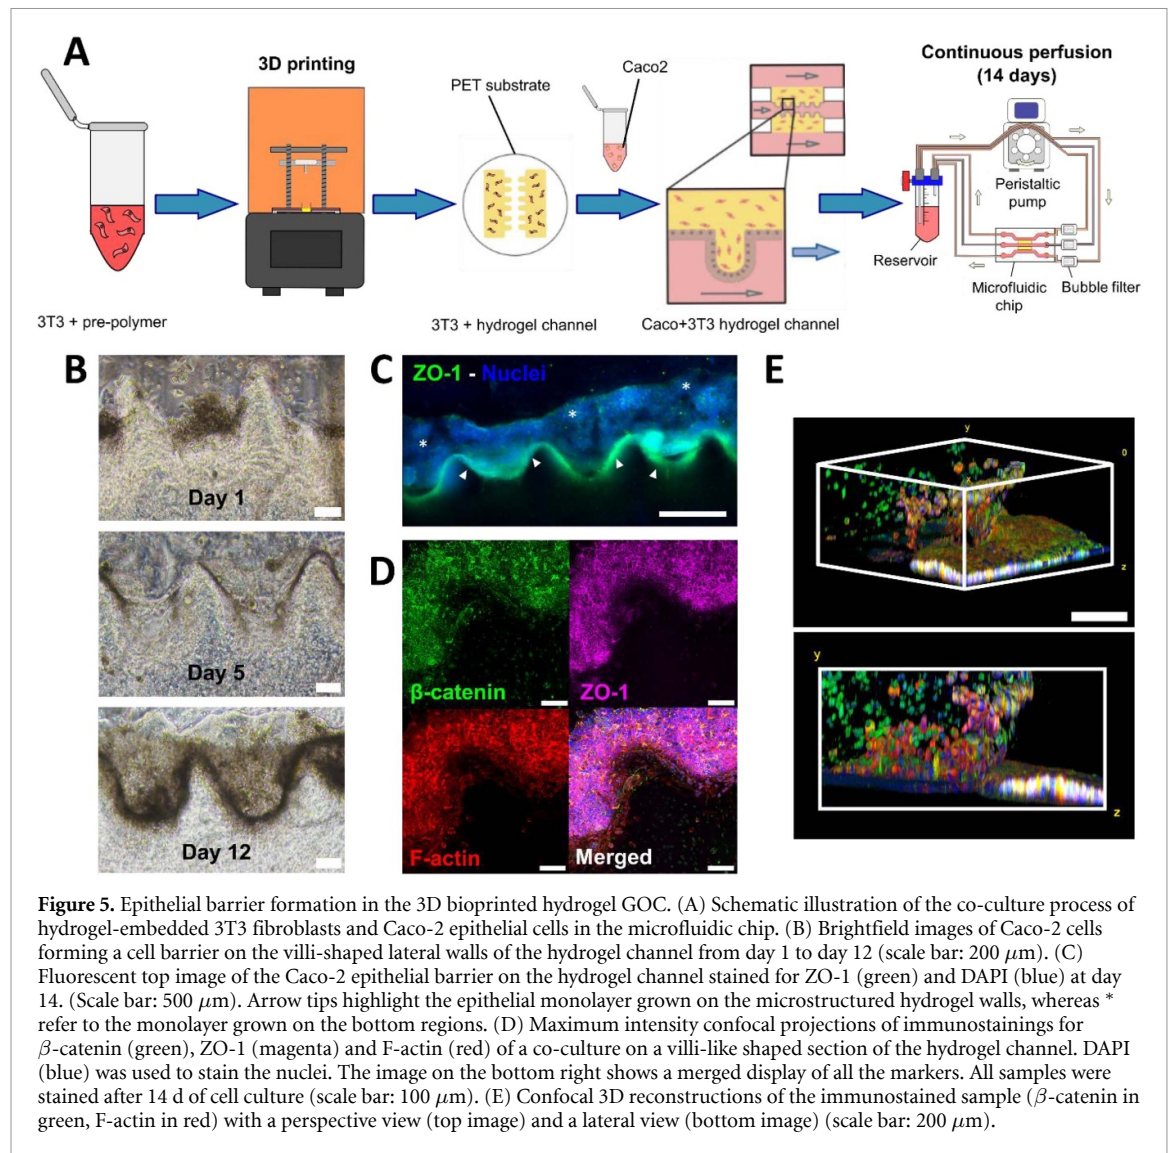 A
3D printing
PET substrate
Caco2
Continuous perfusion
(14 days)
Peristaltic
pump
Reservoir
Microfluidic
chip
Bubble filter
3T3 + pre-polymer
3T3 + hydrogel channel
Caco+3T3 hydrogel channel
B
Day 1
Day 5
Day 12
C
ZO-1 - Nuclei
*
*
*
D
β-catenin
ZO-1
F-actin
Merged
E
y
0
x
z
y
z
Figure 5. Epithelial barrier formation in the 3D bioprinted hydrogel GOC. (A) Schematic illustration of the co-culture process of
hydrogel-embedded 3T3 fibroblasts and Caco-2 epithelial cells in the microfluidic chip. (B) Brightfield images of Caco-2 cells
forming a cell barrier on the villi-shaped lateral walls of the hydrogel channel from day 1 to day 12 (scale bar: 200 μm). (C)
Fluorescent top image of the Caco-2 epithelial barrier on the hydrogel channel stained for ZO-1 (green) and DAPI (blue) at day
14. (Scale bar: 500 μm). Arrow tips highlight the epithelial monolayer grown on the microstructured hydrogel walls, whereas *
refer to the monolayer grown on the bottom regions. (D) Maximum intensity confocal projections of immunostainings for
β-catenin (green), ZO-1 (magenta) and F-actin (red) of a co-culture on a villi-like shaped section of the hydrogel channel. DAPI
(blue) was used to stain the nuclei. The image on the bottom right shows a merged display of all the markers. All samples were
stained after 14 d of cell culture (scale bar: 100 μm). (E) Confocal 3D reconstructions of the immunostained sample (β-catenin in
green, F-actin in red) with a perspective view (top image) and a lateral view (bottom image) (scale bar: 200 μm).